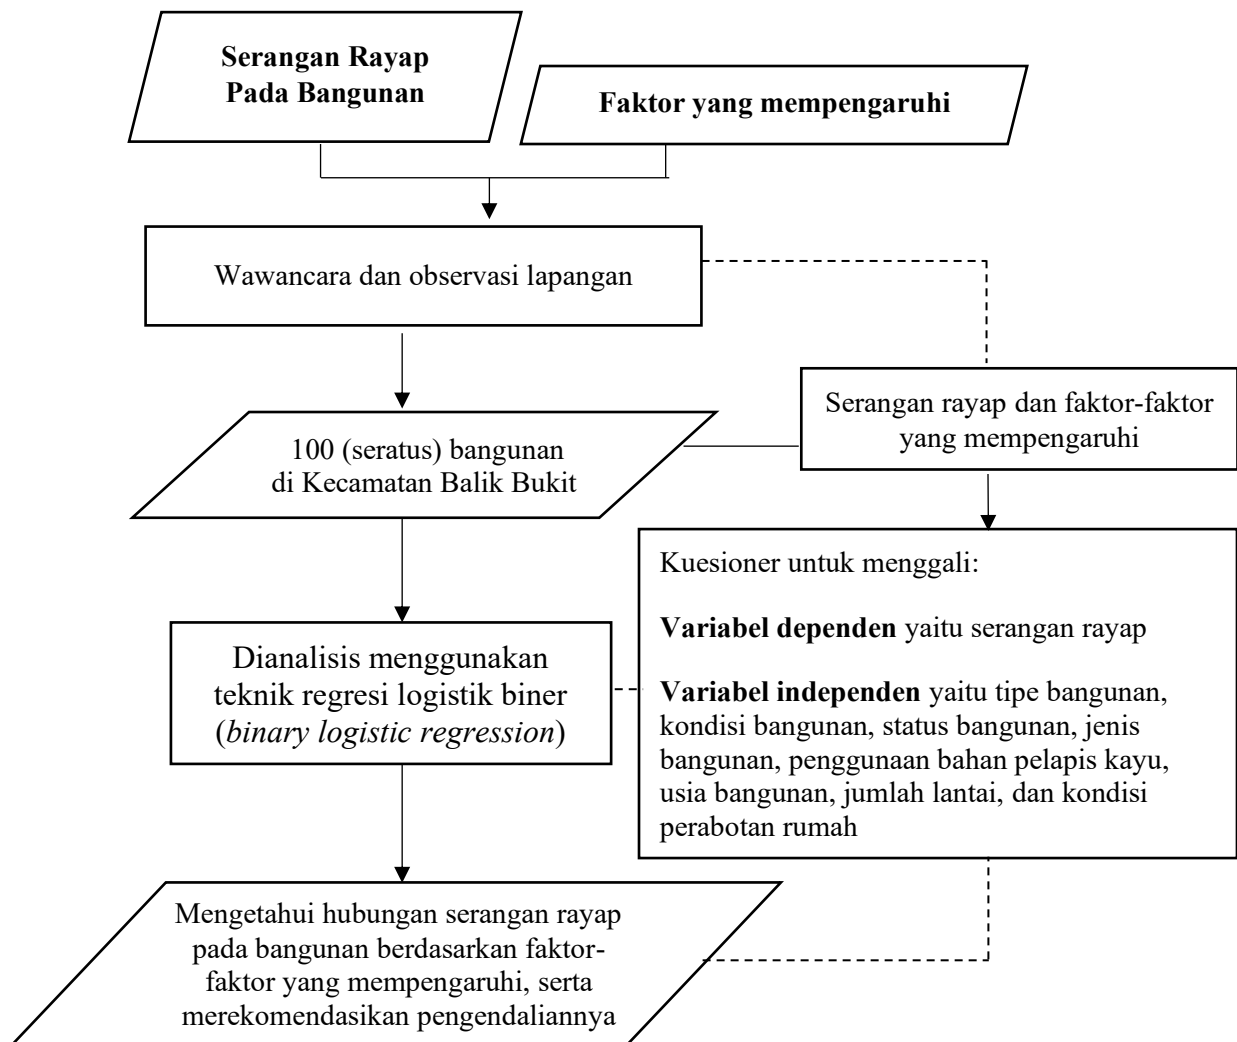 Serangan Rayap
Pada Bangunan
Faktor yang mempengaruhi
Wawancara dan observasi lapangan
Serangan rayap dan faktor-faktor
yang mempengaruhi
100 (seratus) bangunan
di Kecamatan Balik Bukit
Kuesioner untuk menggali:
Variabel dependen yaitu serangan rayap
Variabel independen yaitu tipe bangunan,
kondisi bangunan, status bangunan, jenis
bangunan, penggunaan bahan pelapis kayu,
usia bangunan, jumlah lantai, dan kondisi
perabotan rumah
Dianalisis menggunakan
teknik regresi logistik biner
(binary logistic regression)
Mengetahui hubungan serangan rayap
pada bangunan berdasarkan faktor-
faktor yang mempengaruhi, serta
merekomendasikan pengendaliannya